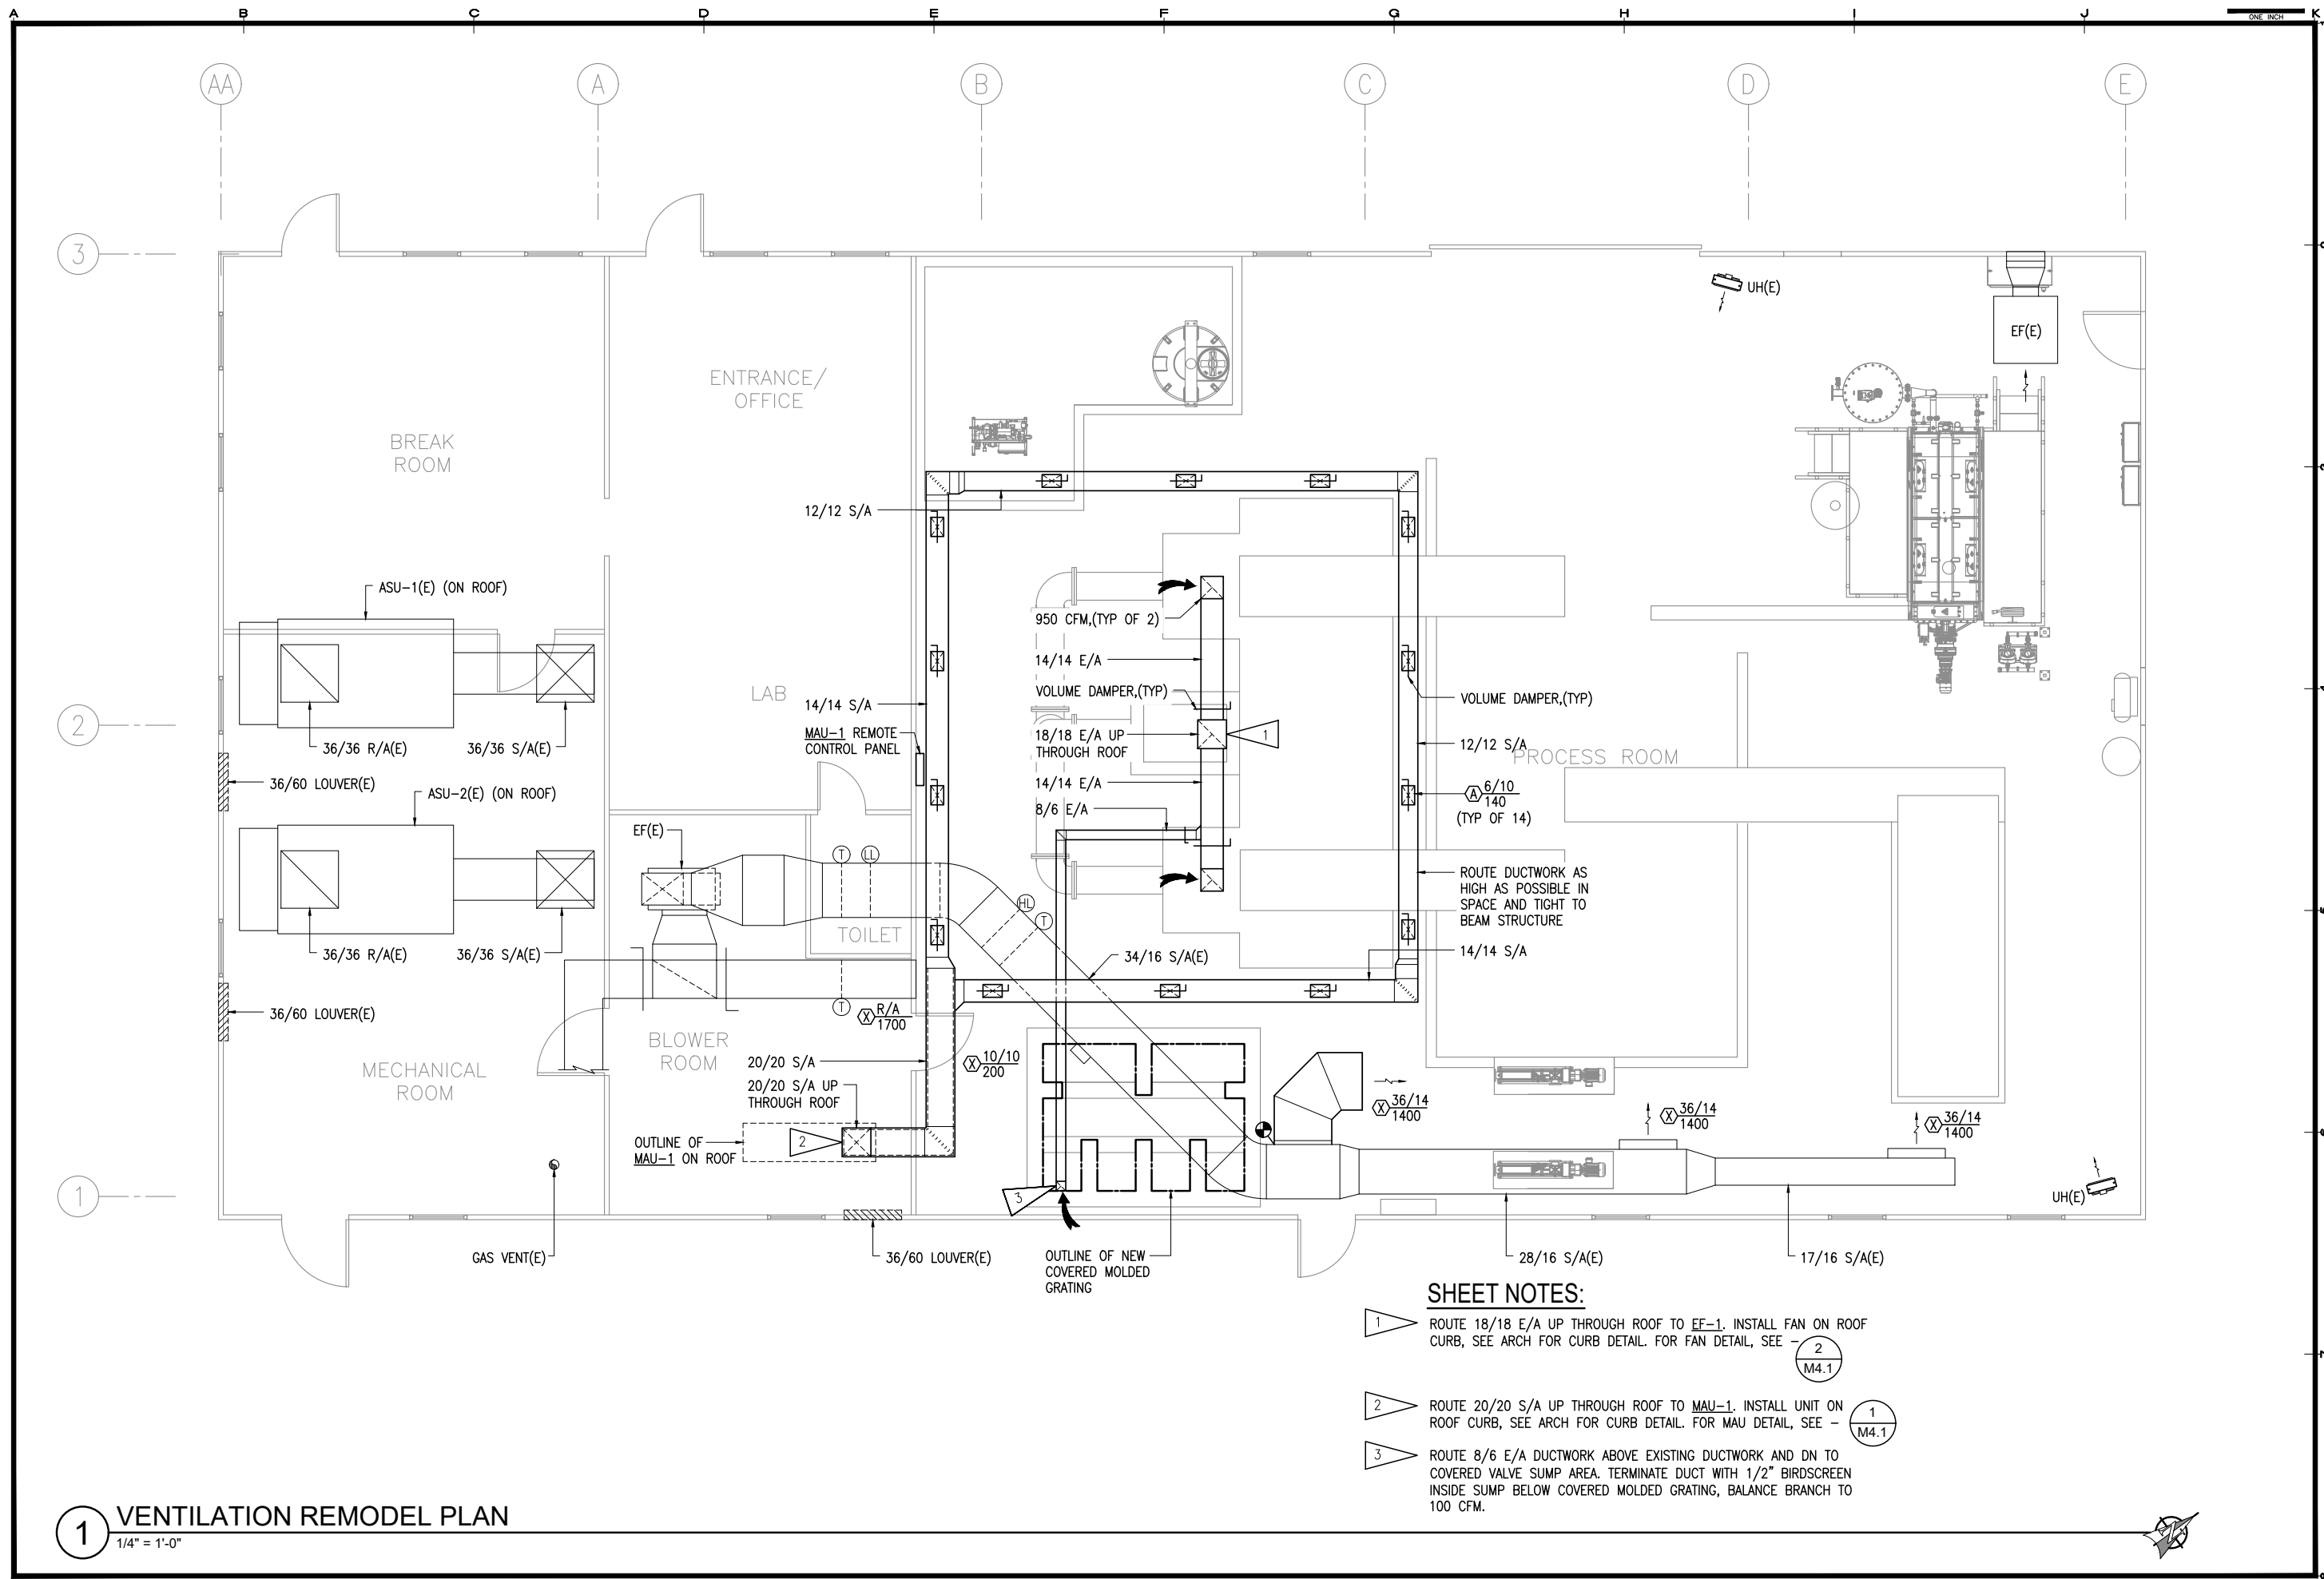 A B C D E F G H I J K
ONE INCH
AA A B C D E
3
2
1
UH(E)
EF(E)
ENTRANCE/
OFFICE
BREAK
ROOM
12/12 S/A
ASU-1(E) (ON ROOF)
950 CFM,(TYP OF 2)
14/14 E/A
LAB
VOLUME DAMPER,(TYP)
VOLUME DAMPER,(TYP)
14/14 S/A
MAU-1 REMOTE
CONTROL PANEL
18/18 E/A UP
THROUGH ROOF
1
12/12 S/A
PROCESS ROOM
36/36 R/A(E)
36/36 S/A(E)
36/60 LOUVER(E)
14/14 E/A
ASU-2(E) (ON ROOF)
8/6 E/A
A 6/10
140
(TYP OF 14)
EF(E)
T
LL
ROUTE DUCTWORK AS
HIGH AS POSSIBLE IN
SPACE AND TIGHT TO
BEAM STRUCTURE
HL
T
TOILET
36/36 R/A(E)
36/36 S/A(E)
34/16 S/A(E)
14/14 S/A
T
36/60 LOUVER(E)
X R/A
1700
BLOWER
ROOM
MECHANICAL
ROOM
20/20 S/A
X 10/10
200
20/20 S/A UP
THROUGH ROOF
X 36/14
1400
X 36/14
1400
X 36/14
1400
OUTLINE OF
MAU-1 ON ROOF
2
3
UH(E)
GAS VENT(E)
36/60 LOUVER(E)
OUTLINE OF NEW
COVERED MOLDED
GRATING
28/16 S/A(E)
17/16 S/A(E)
SHEET NOTES:
1 ROUTE 18/18 E/A UP THROUGH ROOF TO EF-1. INSTALL FAN ON ROOF
CURB, SEE ARCH FOR CURB DETAIL. FOR FAN DETAIL, SEE -
2
M4.1
2 ROUTE 20/20 S/A UP THROUGH ROOF TO MAU-1. INSTALL UNIT ON
ROOF CURB, SEE ARCH FOR CURB DETAIL. FOR MAU DETAIL, SEE -
1
M4.1
3 ROUTE 8/6 E/A DUCTWORK ABOVE EXISTING DUCTWORK AND DN TO
COVERED VALVE SUMP AREA. TERMINATE DUCT WITH 1/2" BIRDSCREEN
INSIDE SUMP BELOW COVERED MOLDED GRATING, BALANCE BRANCH TO
100 CFM.
1 VENTILATION REMODEL PLAN
1/4" = 1'-0"